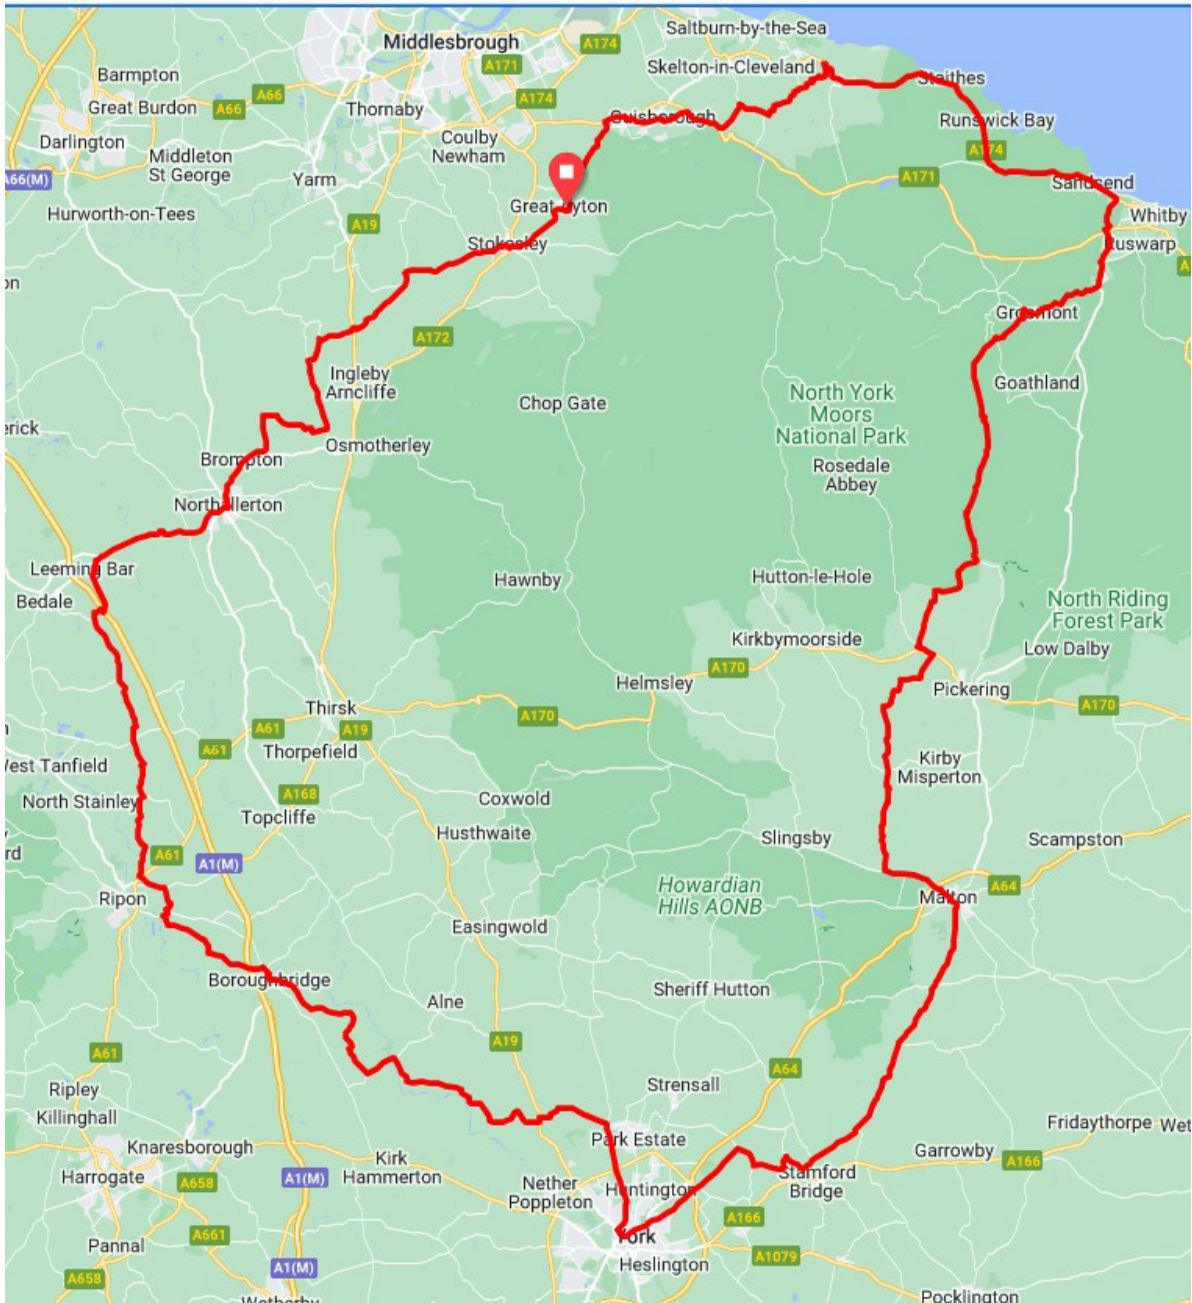 Saltburn-by-the-Sea
Middlesbrough
A174
A171
Skelton-in-Cleveland
Barmpton
A66
A66
Great Burdon
A174
Staithes
Thornaby
Guisborough
Runswick Bay
Darlington
Coulby
Newham
A174
Middleton
St George
A66(M)
Yarm
A171
Sandsend
Hurworth-on-Tees
Great Ayton
Whitby
A19
Stokesley
Ruswarp
Grosmont
A172
Ingleby
Arncliffe
Goathland
Chop Gate
North York
Moors
National Park
erick
Osmotherley
Brompton
Rosedale
Abbey
Northallerton
Leeming Bar
Hawnby
Hutton-le-Hole
Bedale
North Riding
Forest Park
Kirkbymoorside
Low Dalby
A170
Helmsley
Pickering
Thirsk
A170
A170
A61
A19
A61
Thorpefield
Kirby
Misperton
West Tanfield
A168
North Stainley
Coxwold
Topcliffe
Husthwaite
Slingsby
Scampston
A61
A1(M)
Howardian
Hills AONB
A64
Ripon
Malton
Easingwold
Boroughbridge
Sheriff Hutton
Alne
A19
A61
A64
Ripley
Strensall
Killinghall
Fridaythorpe
Wet
Park Estate
Knaresborough
Garrowby
A166
Kirk
Hammerton
Harrogate
A658
A1(M)
Stamford
Bridge
Nether
Poppleton
Huntington
A166
A661
York
Pannal
A1079
A1(M)
Heslington
A658
Wetherby
Pocklington